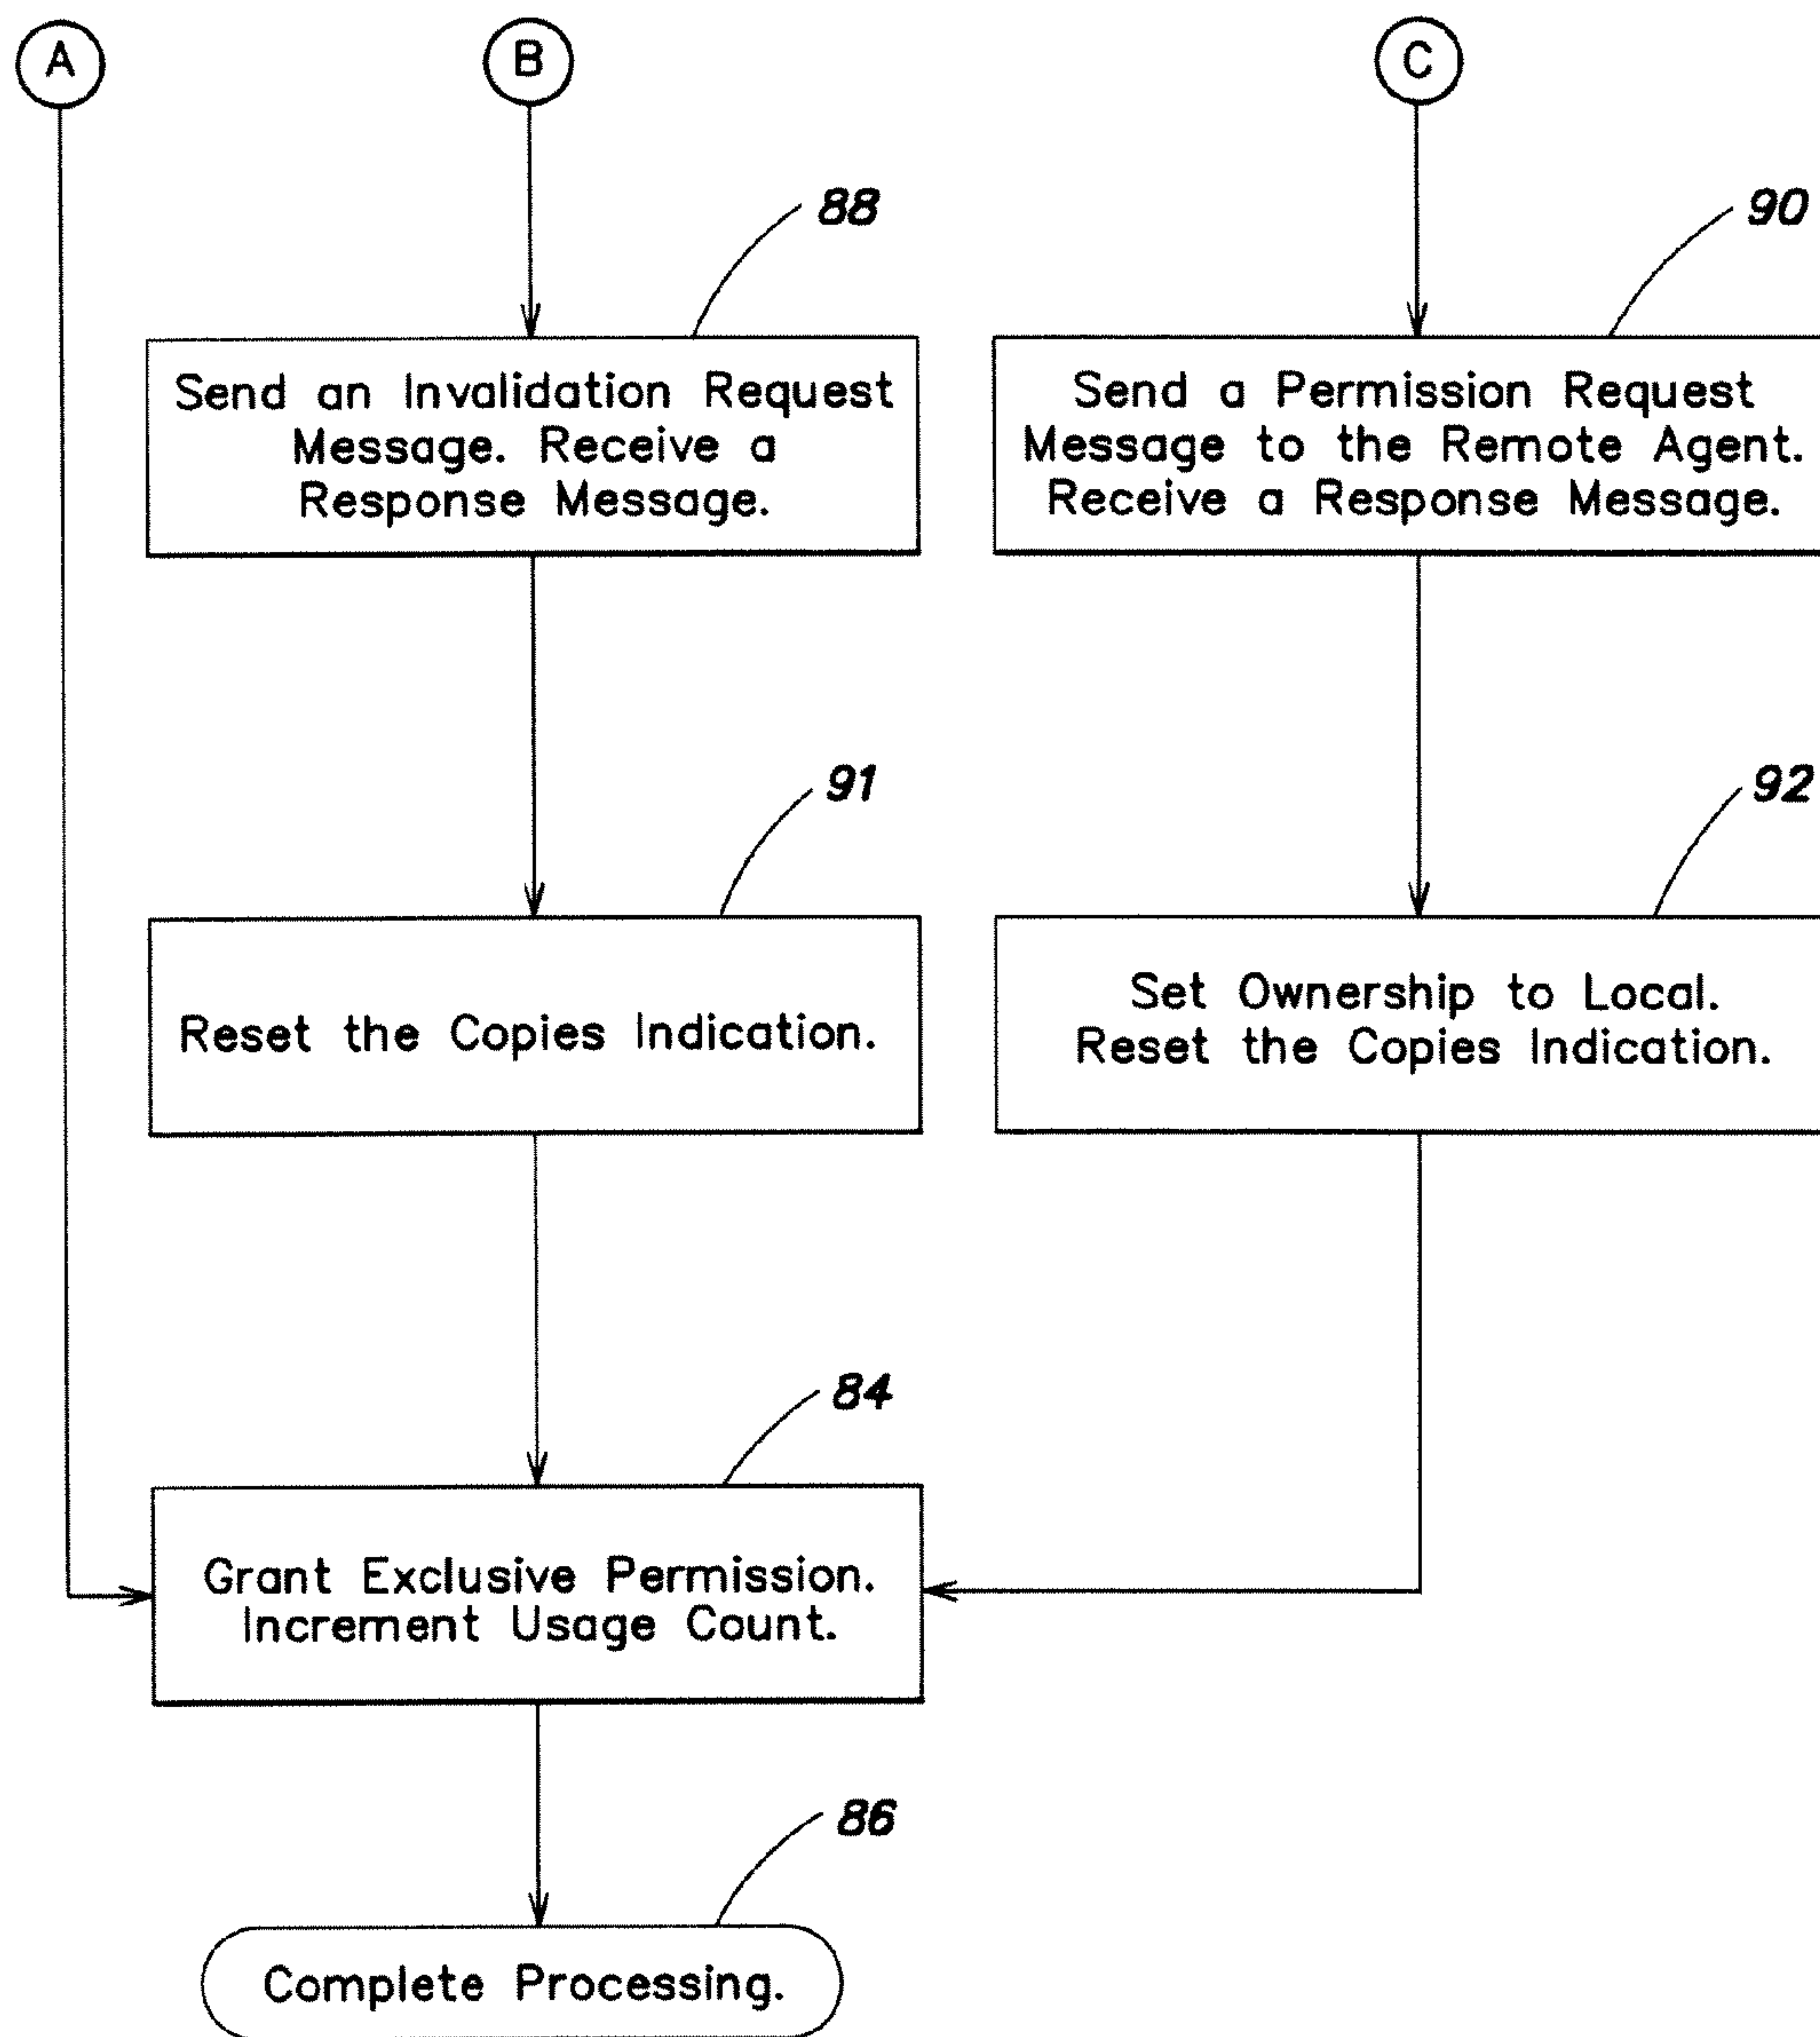 A
B
C
88
90
Send an Invalidation Request
Message. Receive a
Response Message.
Send a Permission Request
Message to the Remote Agent.
Receive a Response Message.
91
92
Reset the Copies Indication.
Set Ownership to Local.
Reset the Copies Indication.
84
Grant Exclusive Permission.
Increment Usage Count.
86
Complete Processing.